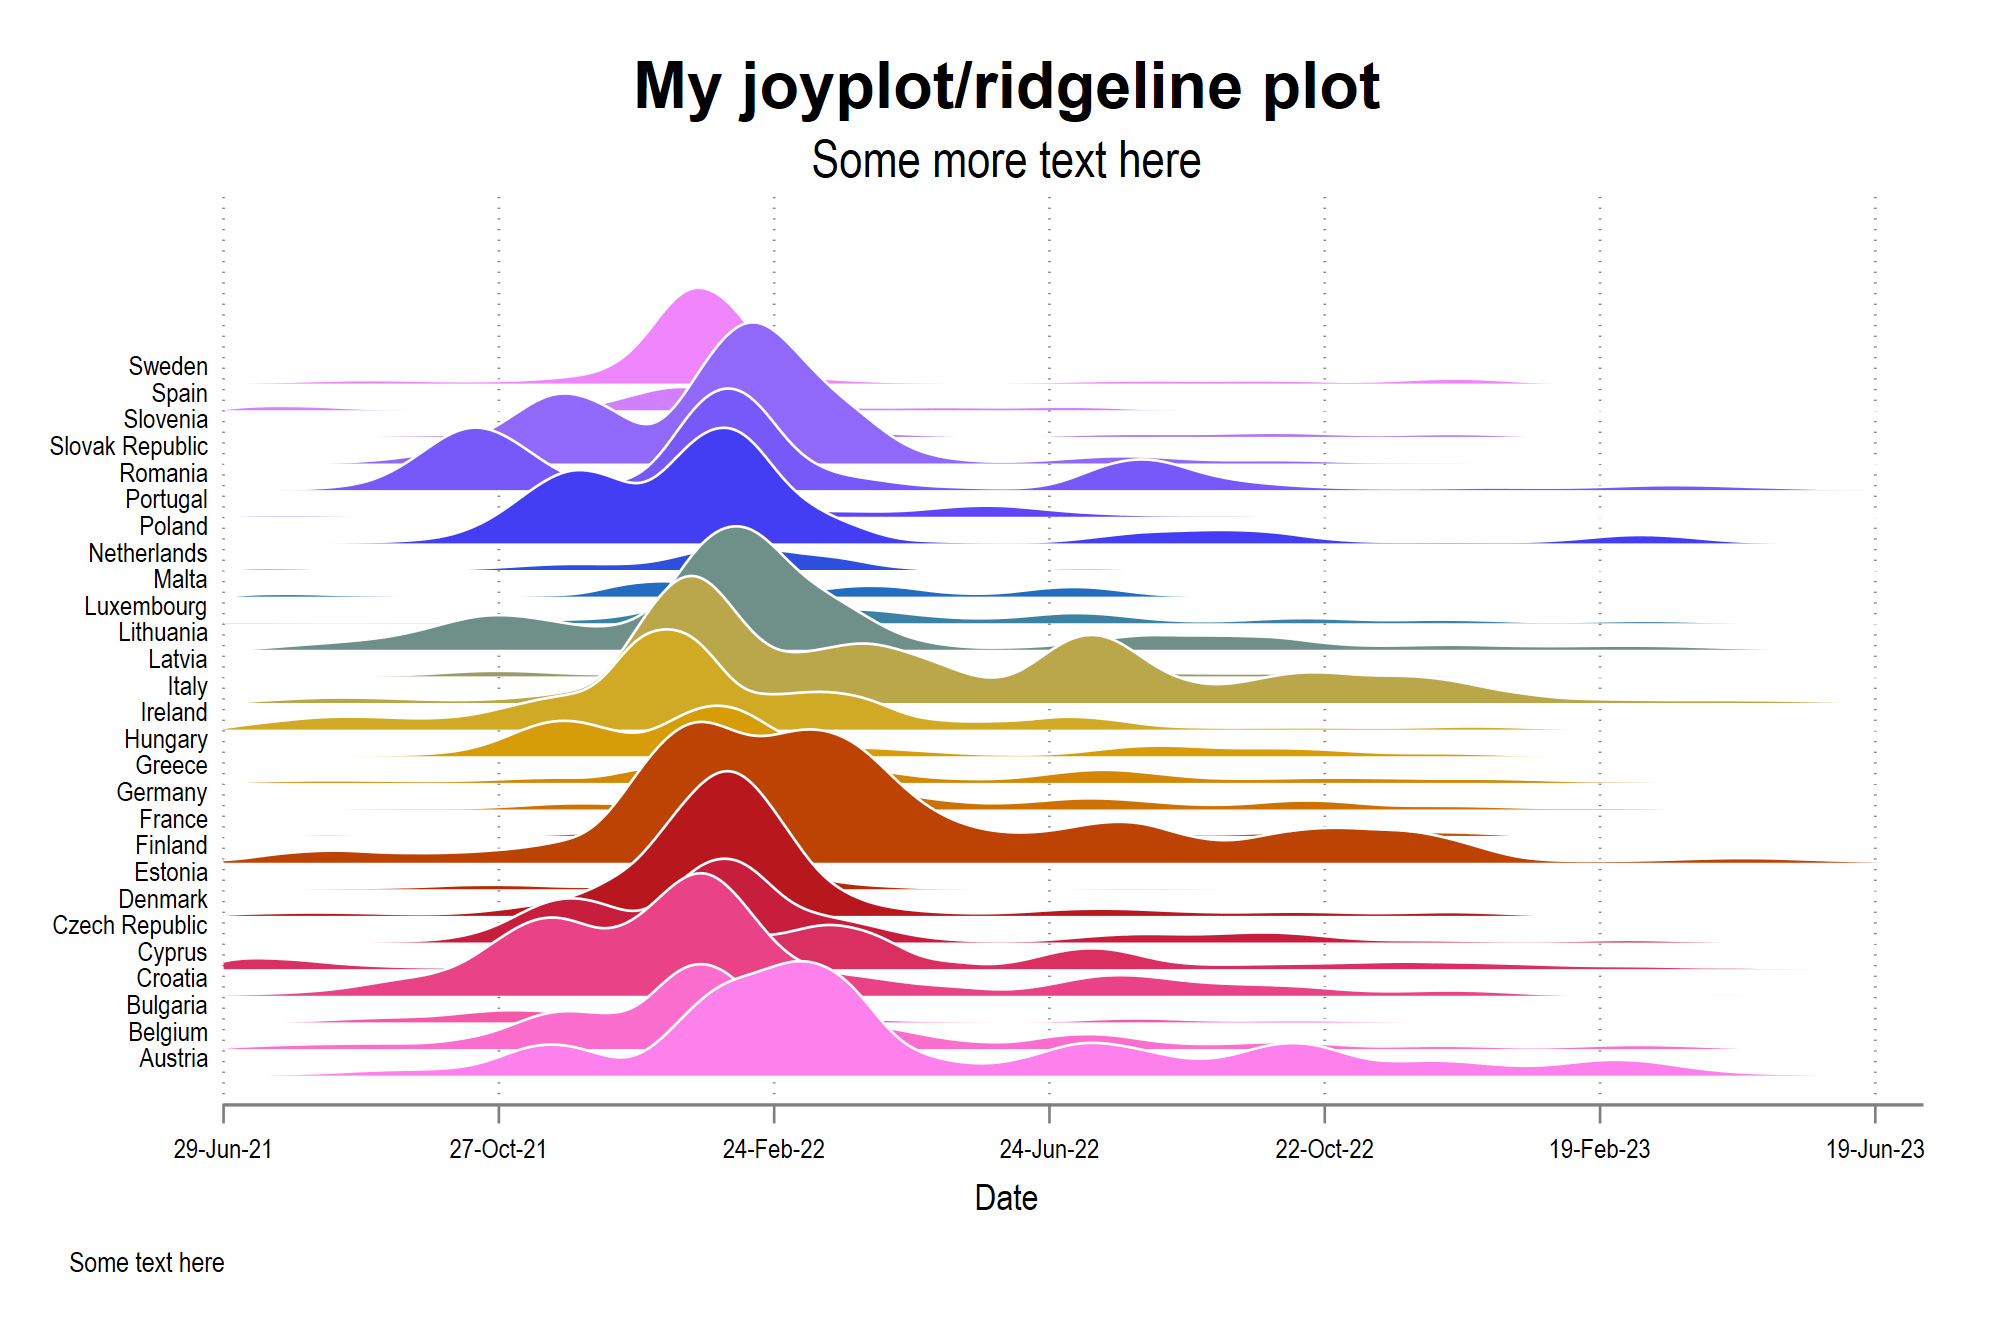 My joyplot/ridgeline plot
Some more text here
Sweden
Spain
Slovenia
Slovak Republic
Romania
Portugal
Poland
Netherlands
Malta
Luxembourg
Lithuania
Latvia
Italy
Ireland
Hungary
Greece
Germany
France
Finland
Estonia
Denmark
Czech Republic
Cyprus
Croatia
Bulgaria
Belgium
Austria
29-Jun-21 27-Oct-21 24-Feb-22 24-Jun-22 22-Oct-22 19-Feb-23 19-Jun-23
Date
Some text here